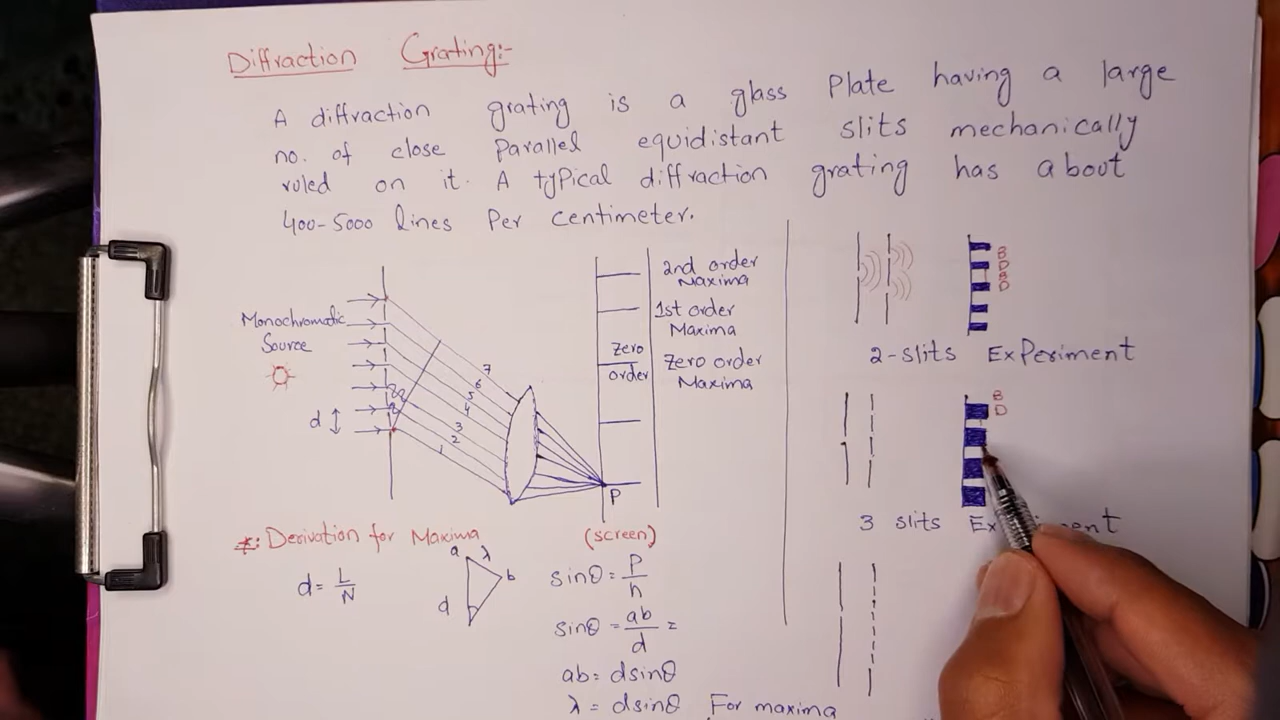 Diffraction Grating:-
A diffraction grating is a glass Plate having a large
no. of close Parallel equidistant slits mechanically
ruled on it. A tyPical diffraction grating has about
400-5000 lines Per centimeter.
Monochromatic
Source
d
1
2
3
4
5
6
7
P
(screen)
zero
order
2nd order
Maxima
1st order
Maxima
Zero order
Maxima
B
D
B
D
2-slits ExPeriment
B
D
3 slits Ex ment
*: Derivation for Maxima
d = L/N
a
λ
b
d
sinθ = P/h
sinθ = ab/d =
ab = dsinθ
λ = dsinθ For maxima